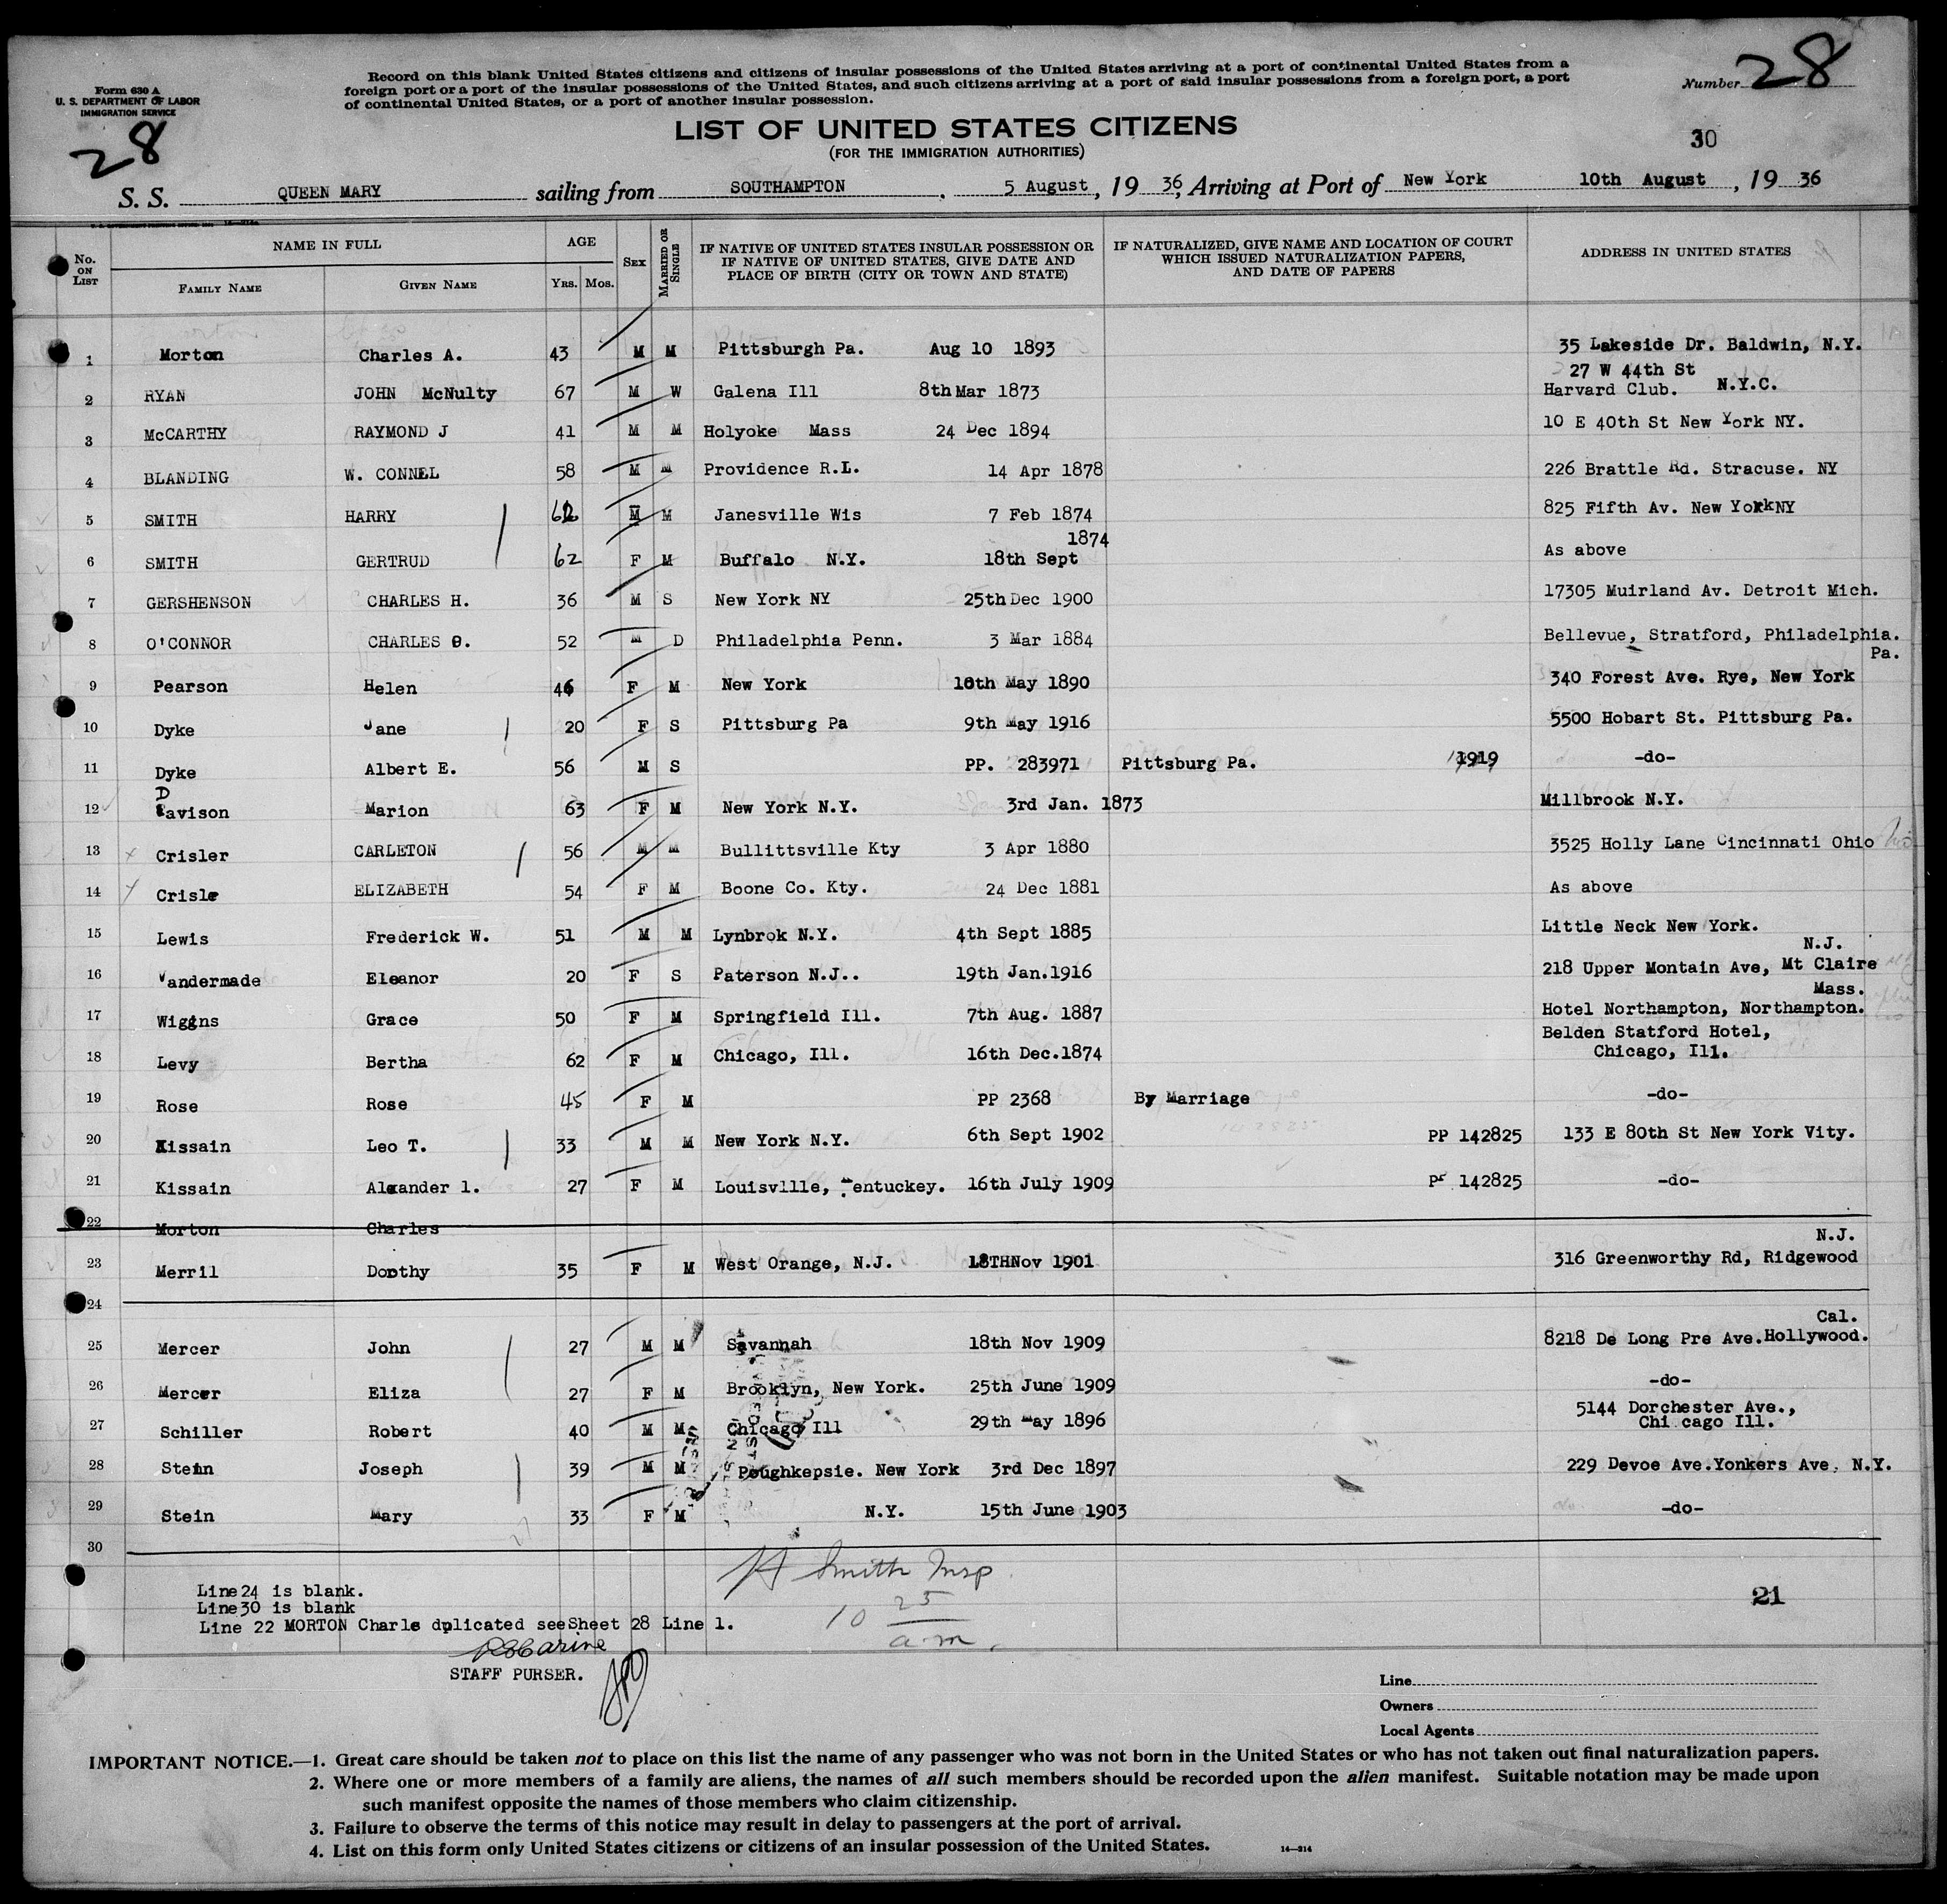 Form 630 A
U. S. DEPARTMENT OF LABOR
IMMIGRATION SERVICE
28
Record on this blank United States citizens and citizens of insular possessions of the United States arriving at a port of continental United States from a
foreign port or a port of the insular possessions of the United States, and such citizens arriving at a port of said insular possessions from a foreign port, a port
of continental United States, or a port of another insular possession.
Number 28
LIST OF UNITED STATES CITIZENS
(FOR THE IMMIGRATION AUTHORITIES)
30
S. S. QUEEN MARY sailing from SOUTHAMPTON, 5 August, 19 36, Arriving at Port of New York 10th August, 19 36
No. ON LIST
NAME IN FULL
FAMILY NAME
GIVEN NAME
AGE
YRS. MOS.
SEX
MARRIED OR SINGLE
IF NATIVE OF UNITED STATES INSULAR POSSESSION OR
IF NATIVE OF UNITED STATES, GIVE DATE AND
PLACE OF BIRTH (CITY OR TOWN AND STATE)
IF NATURALIZED, GIVE NAME AND LOCATION OF COURT
WHICH ISSUED NATURALIZATION PAPERS,
AND DATE OF PAPERS
ADDRESS IN UNITED STATES
1 Morton Charles A. 43 M M Pittsburgh Pa. Aug 10 1893 35 Lakeside Dr. Baldwin, N.Y.
27 W 44th St
2 RYAN JOHN McNulty 67 M W Galena Ill 8th Mar 1873 Harvard Club. N.Y.C.
3 McCARTHY RAYMOND J 41 M M Holyoke Mass 24 Dec 1894 10 E 40th St New York NY.
4 BLANDING W. CONNEL 58 M M Providence R.L. 14 Apr 1878 226 Brattle Rd. Stracuse. NY
5 SMITH HARRY 62 M M Janesville Wis 7 Feb 1874 825 Fifth Av. New YorkNY
1874
6 SMITH GERTRUD 62 F M Buffalo N.Y. 18th Sept As above
7 GERSHENSON CHARLES H. 36 M S New York NY 25th Dec 1900 17305 Muirland Av. Detroit Mich.
8 O'CONNOR CHARLES 52 M D Philadelphia Penn. 3 Mar 1884 Bellevue, Stratford, Philadelphia.
Pa.
9 Pearson Helen 46 F M New York 10th May 1890 340 Forest Ave. Rye, New York
10 Dyke Jane 20 F S Pittsburg Pa 9th May 1916 5500 Hobart St. Pittsburg Pa.
11 Dyke Albert E. 56 M S PP. 283971 Pittsburg Pa. 1919 -do-
12 Davison Marion 63 F M New York N.Y. 3rd Jan. 1873 Millbrook N.Y.
13 Crisler CARLETON 56 M M Bullittsville Kty 3 Apr 1880 3525 Holly Lane Cincinnati Ohio
14 Crisle ELIZABETH 54 F M Boone Co. Kty. 24 Dec 1881 As above
15 Lewis Frederick W. 51 M M Lynbrok N.Y. 4th Sept 1885 Little Neck New York.
N.J.
16 Vandermade Eleanor 20 F S Paterson N.J.. 19th Jan.1916 218 Upper Montain Ave, Mt Claire
Mass.
17 Wiggns Grace 50 F M Springfield Ill. 7th Aug. 1887 Hotel Northampton, Northampton.
Belden Statford Hotel,
18 Levy Bertha 62 F M Chicago, Ill. 16th Dec.1874 Chicago, Ill.
19 Rose Rose 45 F M PP 2368 By Marriage -do-
20 Kissain Leo T. 33 M M New York N.Y. 6th Sept 1902 PP 142825 133 E 80th St New York Vity.
21 Kissain Alexander l. 27 F M Louisvllle, Kentuckey. 16th July 1909 PP 142825 -do-
22 Morton Charles
N.J.
23 Merril Dorthy 35 F M West Orange, N.J. 18THNov 1901 316 Greenworthy Rd, Ridgewood
24
Cal.
25 Mercer John 27 M M Savannah 18th Nov 1909 8218 De Long Pre Ave.Hollywood.
26 Mercer Eliza 27 F M Brooklyn, New York. 25th June 1909 -do-
5144 Dorchester Ave.,
27 Schiller Robert 40 M M Chicago Ill 29th May 1896 Chi cago Ill.
28 Stein Joseph 39 M M Poughkepsie. New York 3rd Dec 1897 229 Devoe Ave.Yonkers Ave, N.Y.
29 Stein Mary 33 F M N.Y. 15th June 1903 -do-
30
H Smith Insp.
10 25
a.m.
21
Line 24 is blank.
Line 30 is blank
Line 22 MORTON Charle dplicated see Sheet 28 Line 1.
STAFF PURSER.
Line
Owners
Local Agents
IMPORTANT NOTICE.—1. Great care should be taken not to place on this list the name of any passenger who was not born in the United States or who has not taken out final naturalization papers.
2. Where one or more members of a family are aliens, the names of all such members should be recorded upon the alien manifest. Suitable notation may be made upon
such manifest opposite the names of those members who claim citizenship.
3. Failure to observe the terms of this notice may result in delay to passengers at the port of arrival.
4. List on this form only United States citizens or citizens of an insular possession of the United States.
14—314